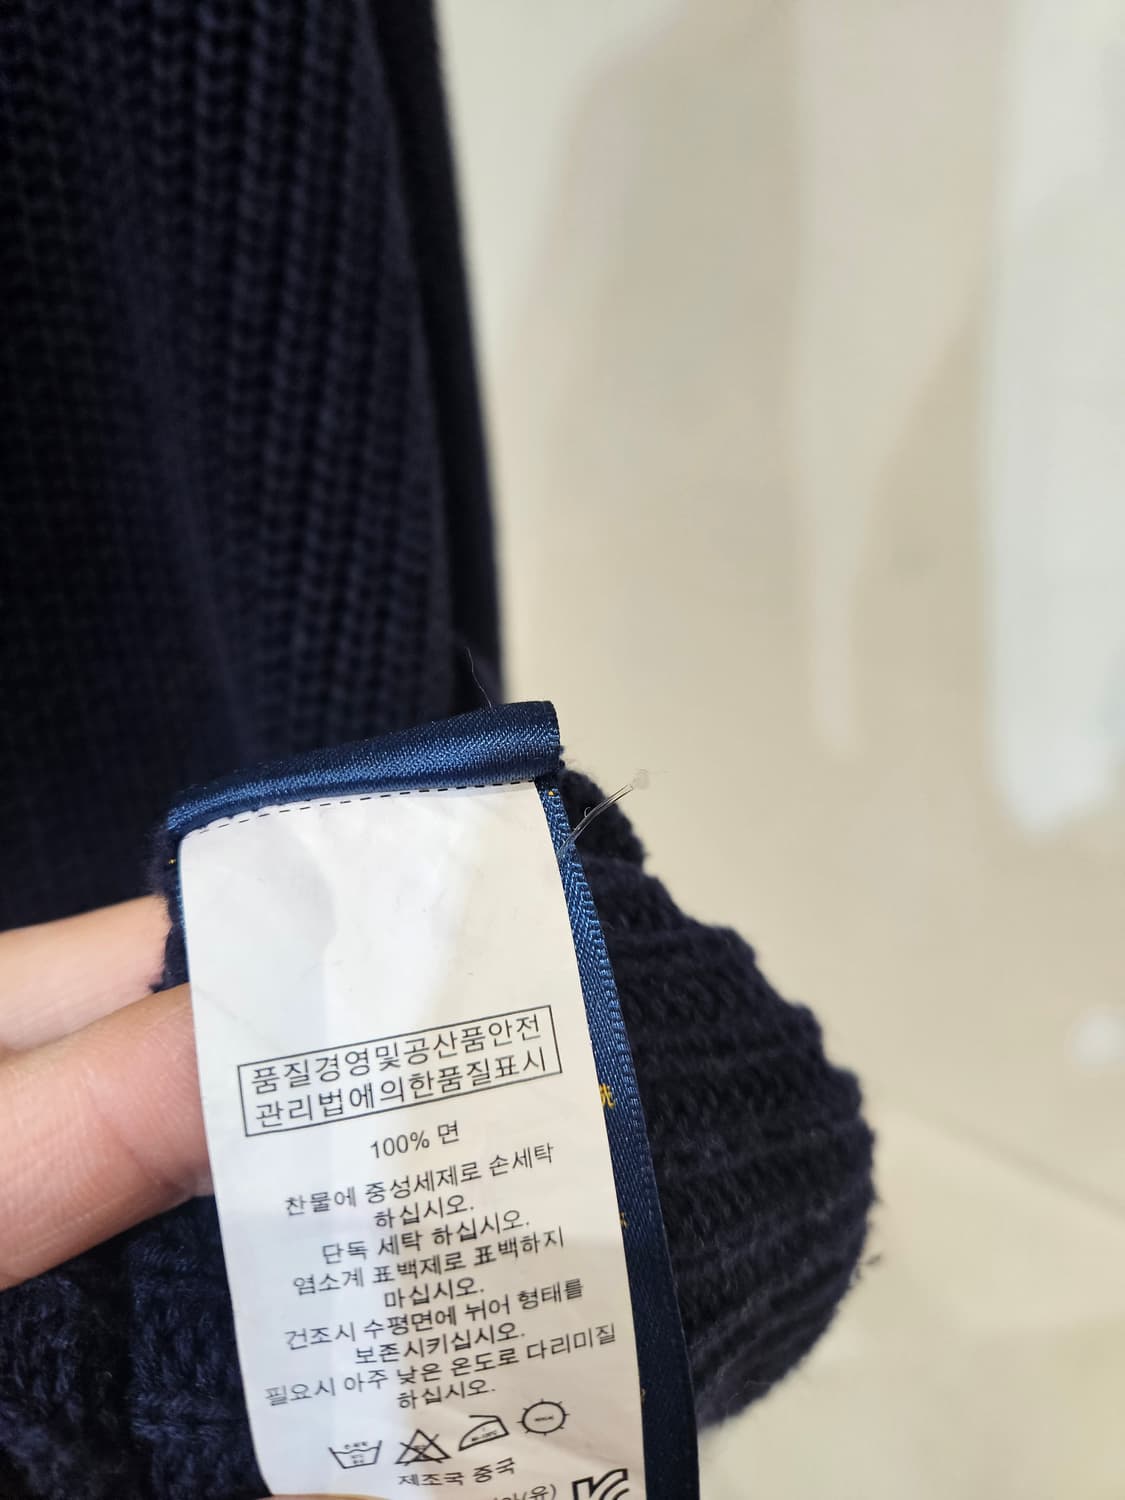 품질경영및공산품안전
관리법에의한품질표시
100% 면
찬물에 중성세제로 손세탁
하십시오.
단독 세탁 하십시오.
염소계 표백제로 표백하지
마십시오.
건조시 수평면에 뉘어 형태를
보존시키십시오.
필요시 아주 낮은 온도로 다리미질
하십시오.
제조국 중국
(유)